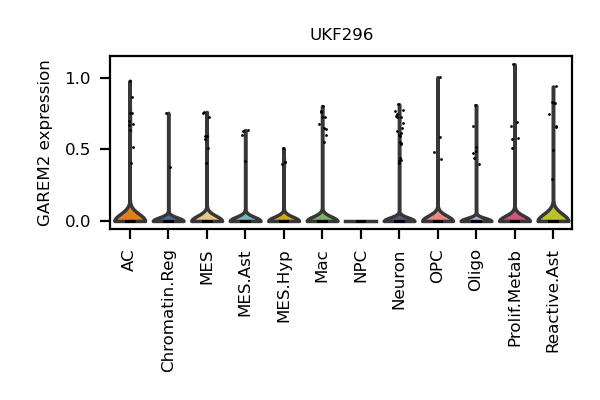 UKF296
GAREM2 expression
1.0
0.5
0.0
AC
Chromatin.Reg
MES
MES.Ast
MES.Hyp
Mac
NPC
Neuron
OPC
Oligo
Prolif.Metab
Reactive.Ast